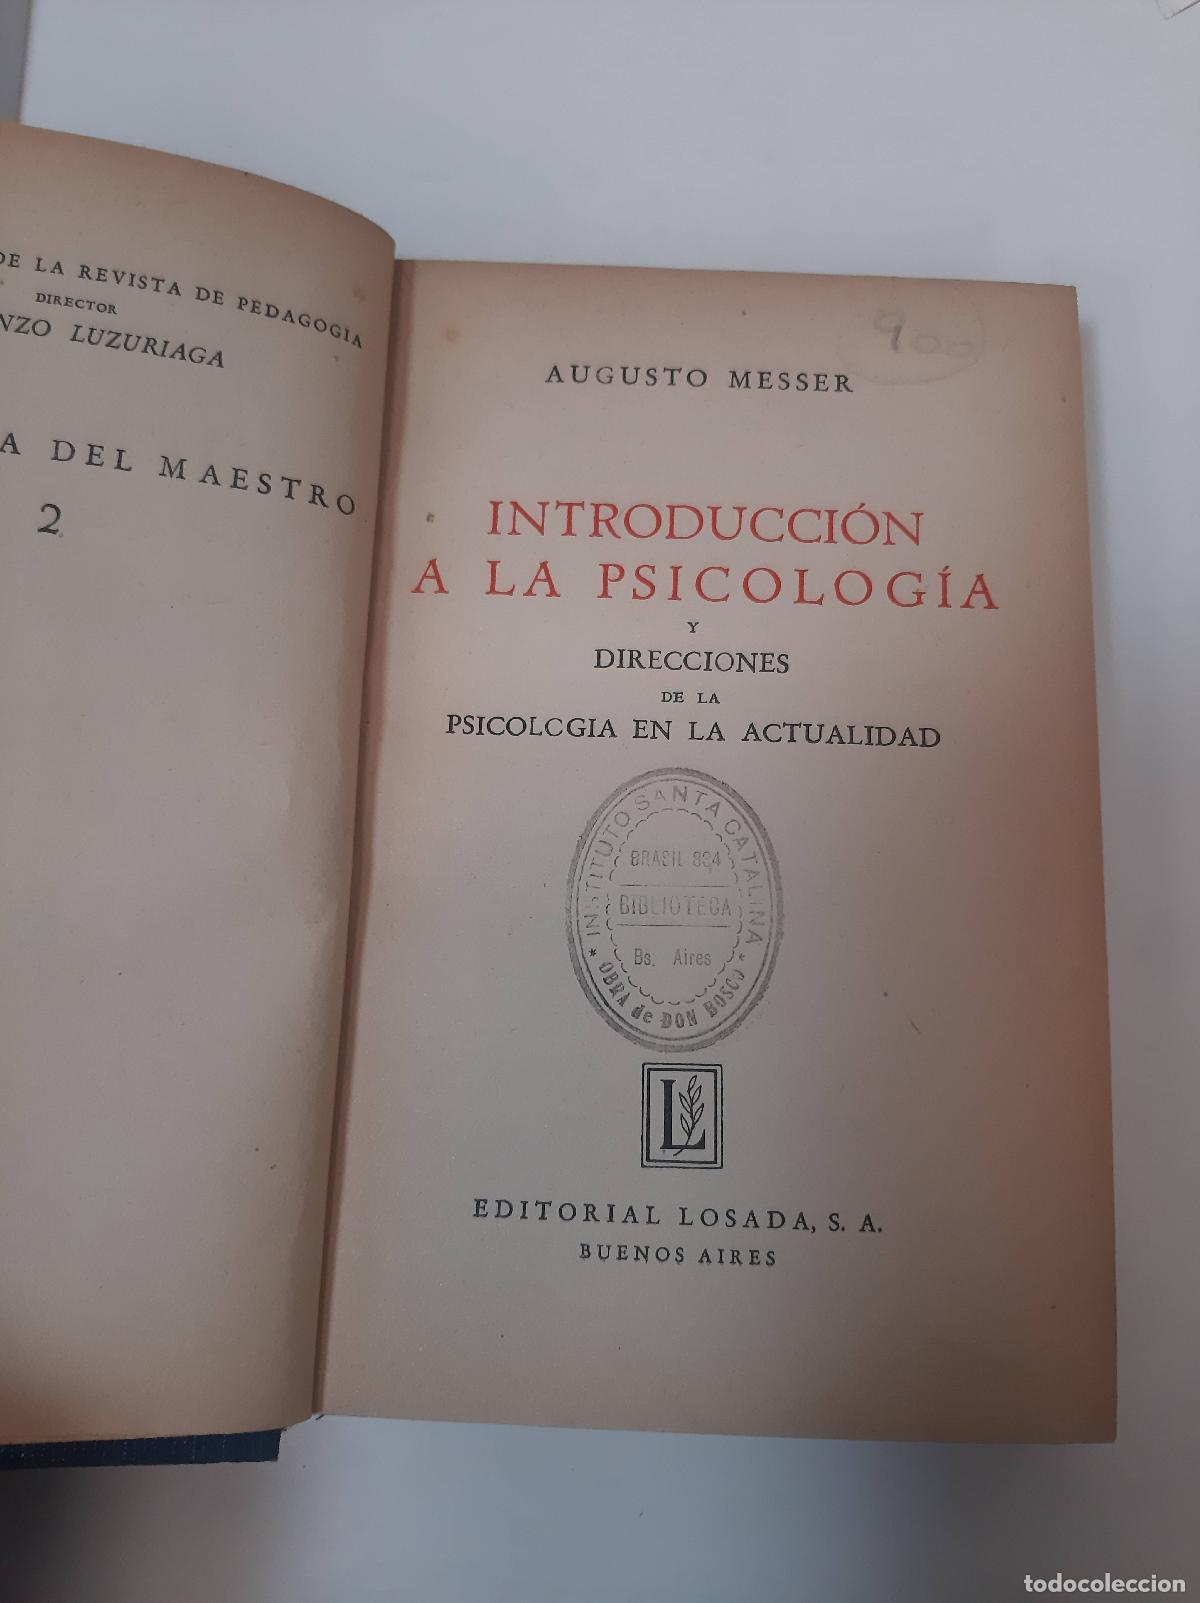 DE LA REVISTA DE PEDAGOGIA
DIRECTOR
NZO LUZURIAGA
A DEL MAESTRO
2
900
AUGUSTO MESSER
INTRODUCCIÓN
A LA PSICOLOGÍA
Y
DIRECCIONES
DE LA
PSICOLCGIA EN LA ACTUALIDAD
INSTITUTO SANTA CATALINA
BRASIL 834
BIBLIOTECA
Bs. Aires
* OBRA de DON BOSCO *
L
EDITORIAL LOSADA, S. A.
BUENOS AIRES
todocoleccion